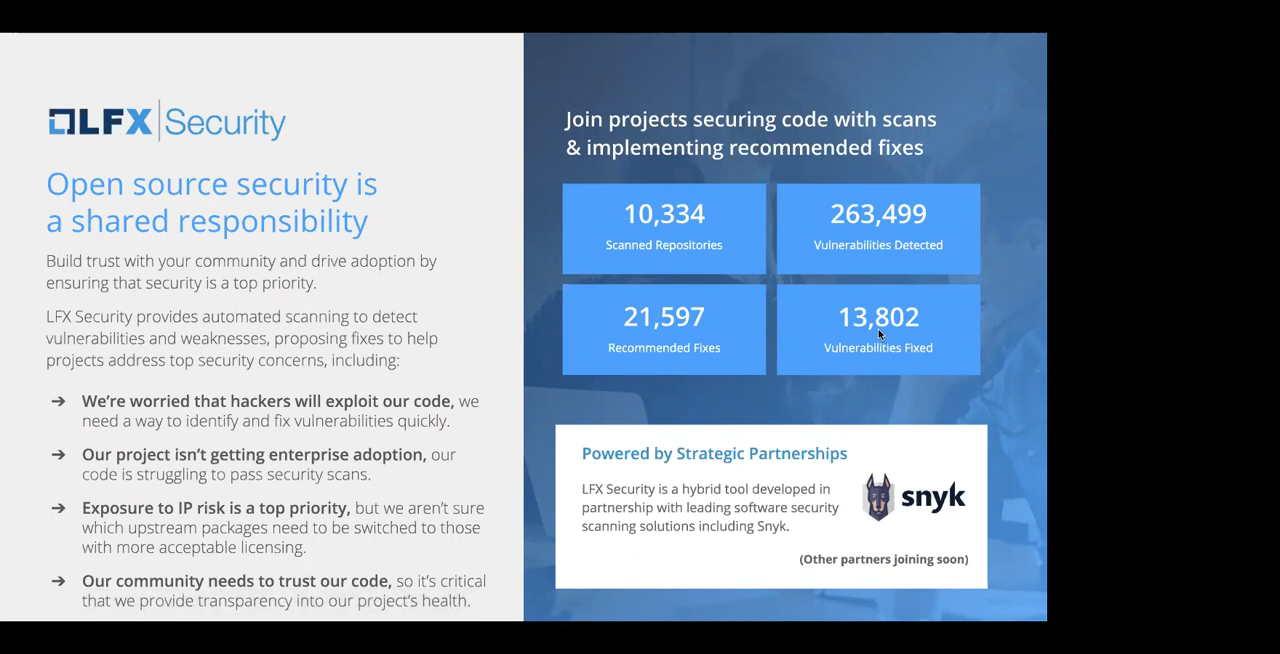 LFX Security
Open source security is
a shared responsibility
Build trust with your community and drive adoption by
ensuring that security is a top priority.
LFX Security provides automated scanning to detect
vulnerabilities and weaknesses, proposing fixes to help
projects address top security concerns, including:
➔ We’re worried that hackers will exploit our code, we
need a way to identify and fix vulnerabilities quickly.
➔ Our project isn’t getting enterprise adoption, our
code is struggling to pass security scans.
➔ Exposure to IP risk is a top priority, but we aren’t sure
which upstream packages need to be switched to those
with more acceptable licensing.
➔ Our community needs to trust our code, so it’s critical
that we provide transparency into our project’s health.
Join projects securing code with scans
& implementing recommended fixes
10,334
Scanned Repositories
263,499
Vulnerabilities Detected
21,597
Recommended Fixes
13,802
Vulnerabilities Fixed
Powered by Strategic Partnerships
LFX Security is a hybrid tool developed in
partnership with leading software security
scanning solutions including Snyk.
snyk
(Other partners joining soon)